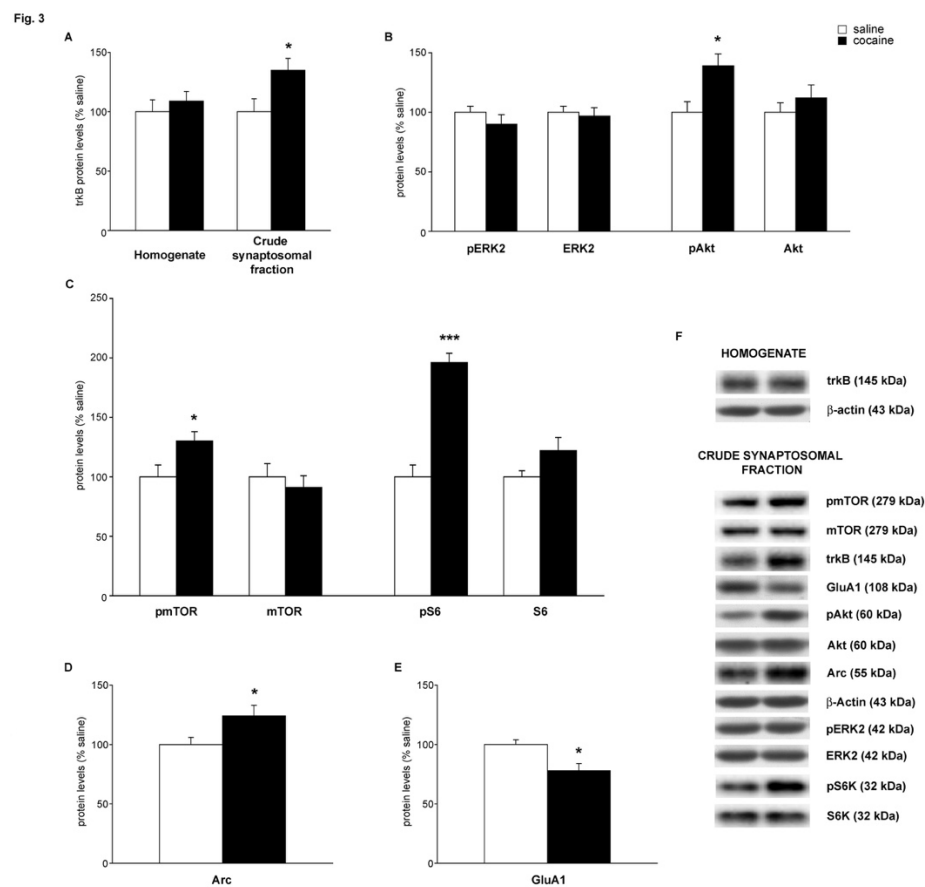 Fig. 3
A
B
saline
cocaine
trkB protein levels (% saline)
150
100
50
0
*
Homogenate
Crude
synaptosomal
fraction
protein levels (% saline)
150
100
50
0
*
pERK2
ERK2
pAkt
Akt
C
protein levels (% saline)
250
200
150
100
50
0
*
***
pmTOR
mTOR
pS6
S6
D
protein levels (% saline)
150
100
50
0
*
Arc
E
protein levels (% saline)
150
100
50
0
*
GluA1
F
HOMOGENATE
trkB (145 kDa)
β-actin (43 kDa)
CRUDE SYNAPTOSOMAL
FRACTION
pmTOR (279 kDa)
mTOR (279 kDa)
trkB (145 kDa)
GluA1 (108 kDa)
pAkt (60 kDa)
Akt (60 kDa)
Arc (55 kDa)
β-Actin (43 kDa)
pERK2 (42 kDa)
ERK2 (42 kDa)
pS6K (32 kDa)
S6K (32 kDa)